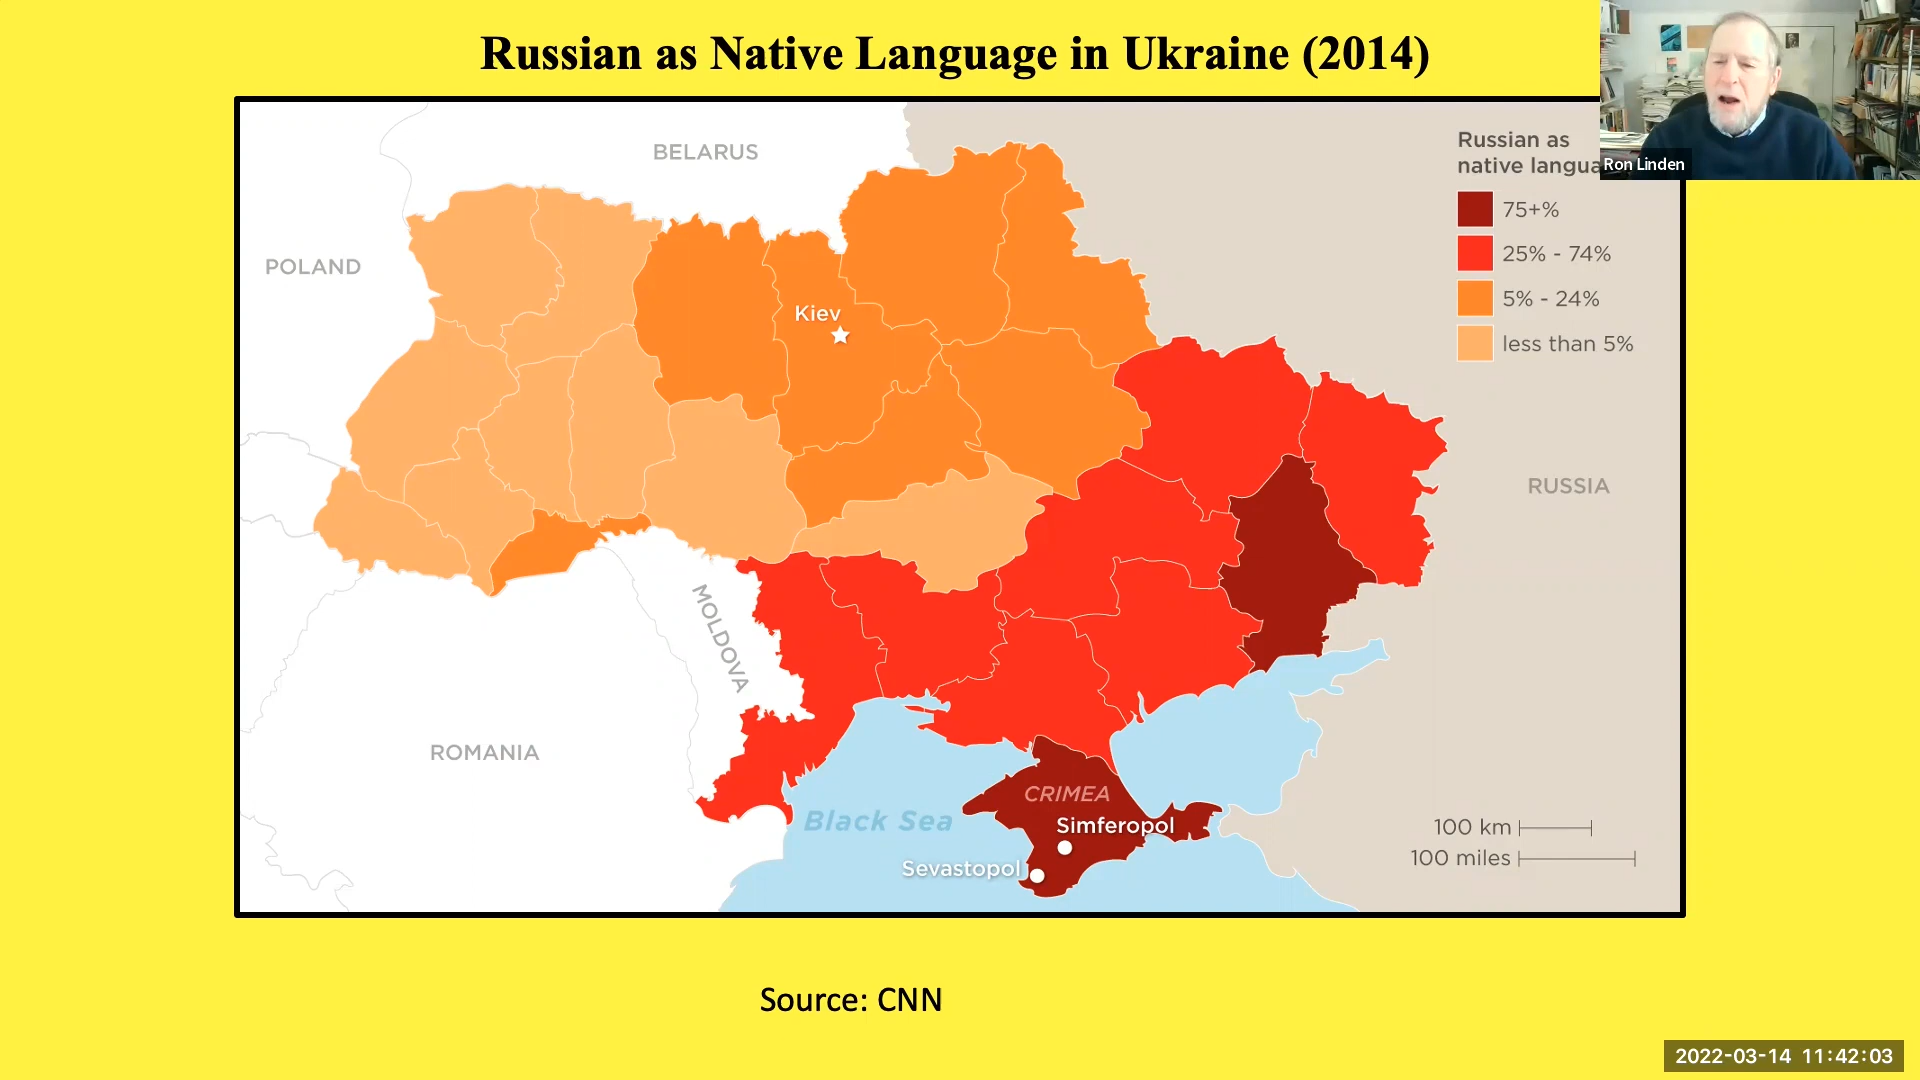 Russian as Native Language in Ukraine (2014)
Ron Linden
BELARUS
POLAND
Kiev
Russian as
native langua
75+%
25% - 74%
5% - 24%
less than 5%
RUSSIA
MOLDOVA
ROMANIA
CRIMEA
Black Sea
Simferopol
Sevastopol
100 km
100 miles
Source: CNN
2022-03-14 11:42:03